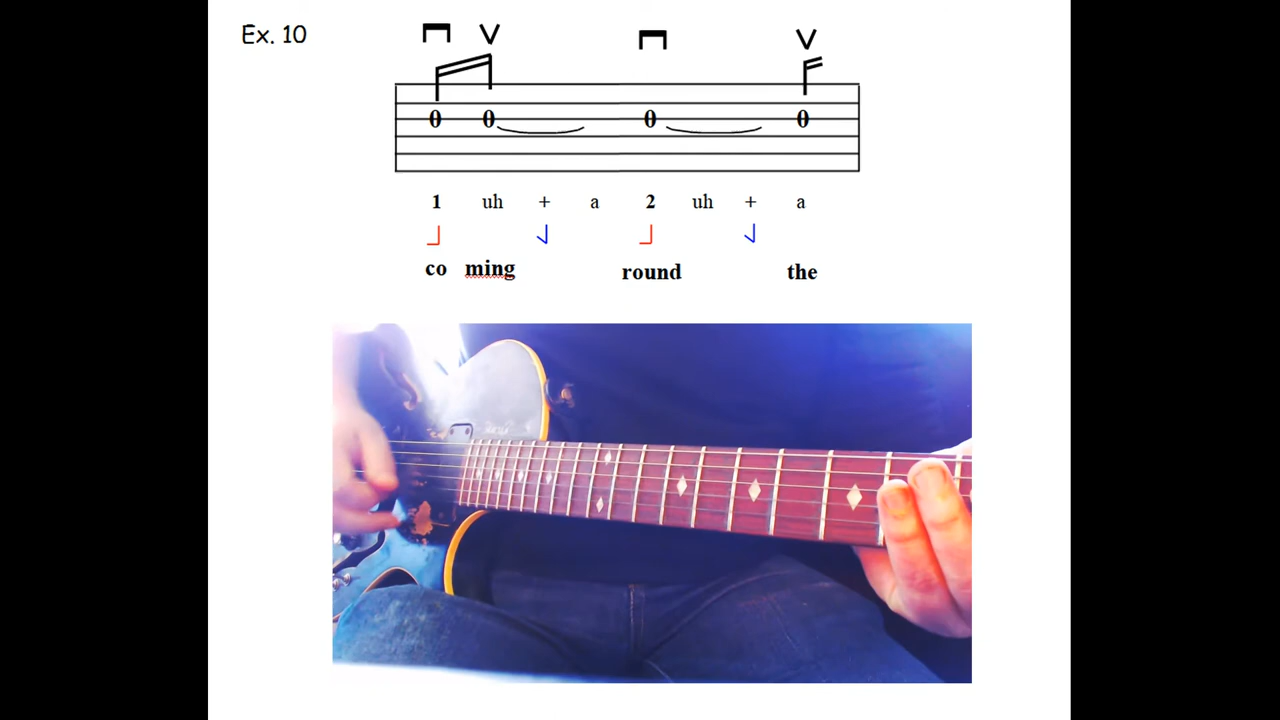 Ex. 10
0 0 0 0
1 uh + a 2 uh + a
co ming round the